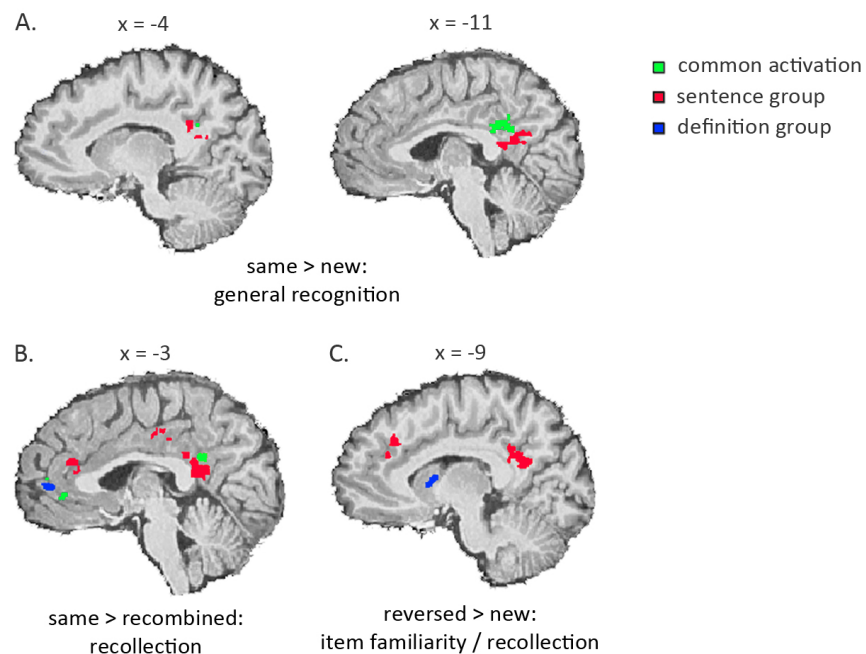 A.
x = -4
x = -11
common activation
sentence group
definition group
same > new:
general recognition
B.
x = -3
C.
x = -9
same > recombined:
recollection
reversed > new:
item familiarity / recollection